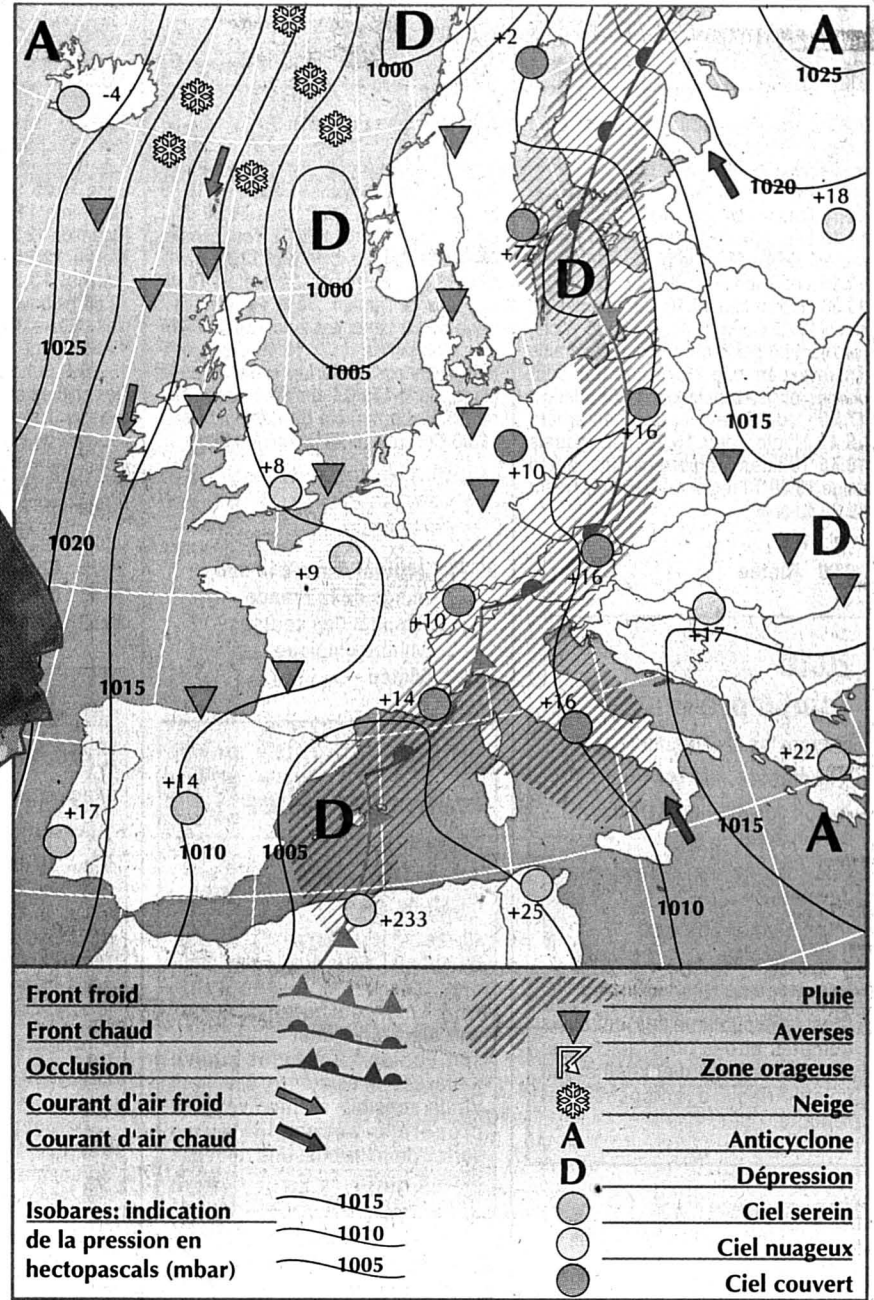 A
D
+2
A
1000
1025
-4
1020
+18
D
+77
D
1000
1025
1005
1015
+16
+8
+10
1020
D
+9
+16
+10
+17
1015
+14
+16
+22
+14
D
+17
1015
A
1010
1005
1010
+233
+25
Front froid
Pluie
Front chaud
Averses
Occlusion
Zone orageuse
Courant d'air froid
Neige
Courant d'air chaud
A
Anticyclone
D
Dépression
1015
Isobares: indication
Ciel serein
de la pression en
1010
Ciel nuageux
hectopascals (mbar)
1005
Ciel couvert